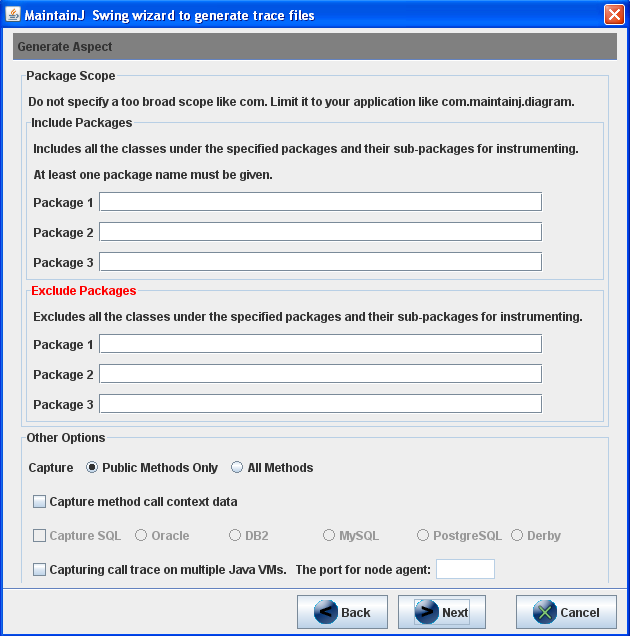 MaintainJ Swing wizard to generate trace files
Generate Aspect
Package Scope
Do not specify a too broad scope like com. Limit it to your application like com.maintainj.diagram.
Include Packages
Includes all the classes under the specified packages and their sub-packages for instrumenting.
At least one package name must be given.
Package 1
Package 2
Package 3
Exclude Packages
Excludes all the classes under the specified packages and their sub-packages for instrumenting.
Package 1
Package 2
Package 3
Other Options
Capture Public Methods Only All Methods
Capture method call context data
Capture SQL Oracle DB2 MySQL PostgreSQL Derby
Capturing call trace on multiple Java VMs. The port for node agent:
Back Next Cancel